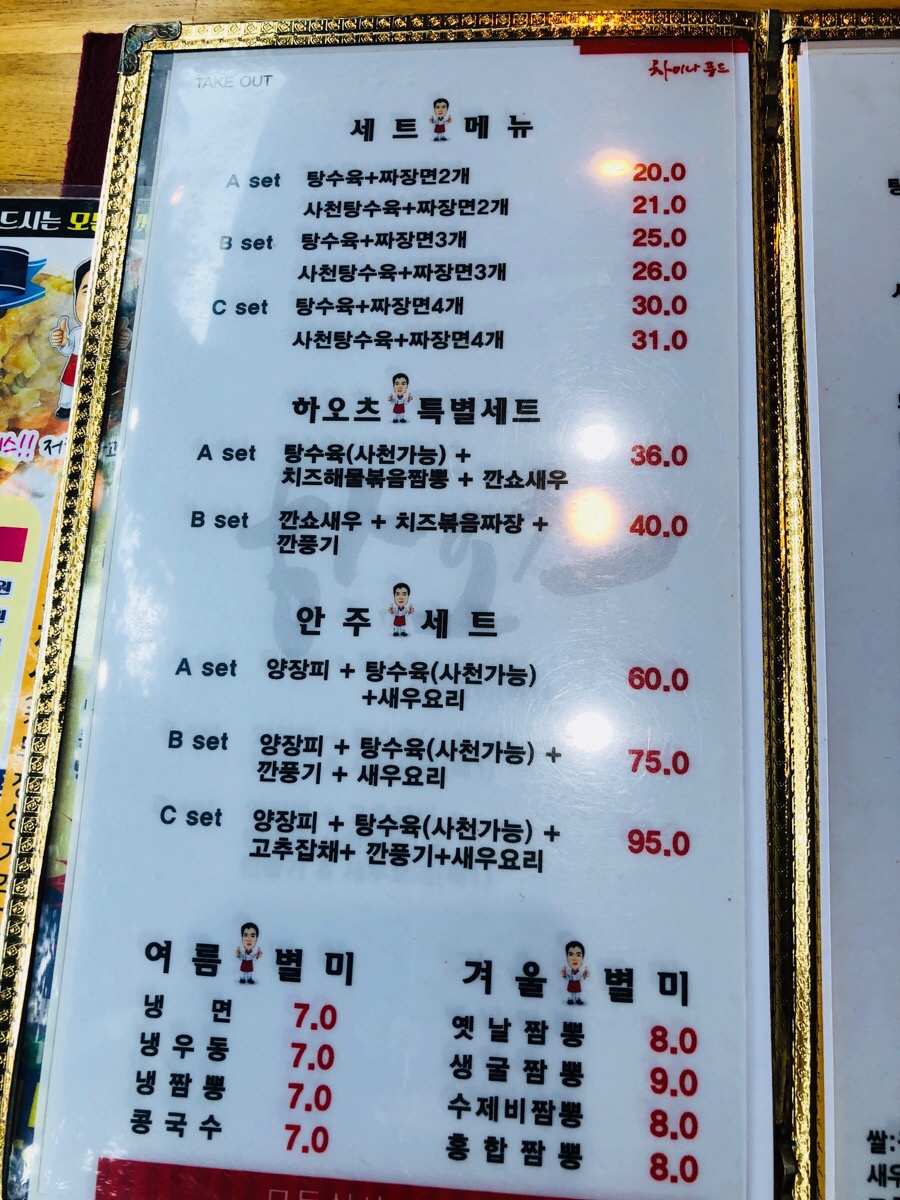 TAKE OUT
차이나 푸드
세트 메뉴
A set 탕수육+짜장면2개 20.0
사천탕수육+짜장면2개 21.0
B set 탕수육+짜장면3개 25.0
사천탕수육+짜장면3개 26.0
C set 탕수육+짜장면4개 30.0
사천탕수육+짜장면4개 31.0
하오츠 특별세트
A set 탕수육(사천가능) + 36.0
치즈해물볶음짬뽕 + 깐쇼새우
B set 깐쇼새우 + 치즈볶음짜장 + 40.0
깐풍기
안주 세트
A set 양장피 + 탕수육(사천가능) 60.0
+새우요리
B set 양장피 + 탕수육(사천가능) + 75.0
깐풍기 + 새우요리
C set 양장피 + 탕수육(사천가능) + 95.0
고추잡채+ 깐풍기+새우요리
여름 별미
냉면 7.0
냉우동 7.0
냉짬뽕 7.0
콩국수 7.0
겨울 별미
옛날짬뽕 8.0
생굴짬뽕 9.0
수제비짬뽕 8.0
홍합짬뽕 8.0
드시는
원
원
쌀:
새우